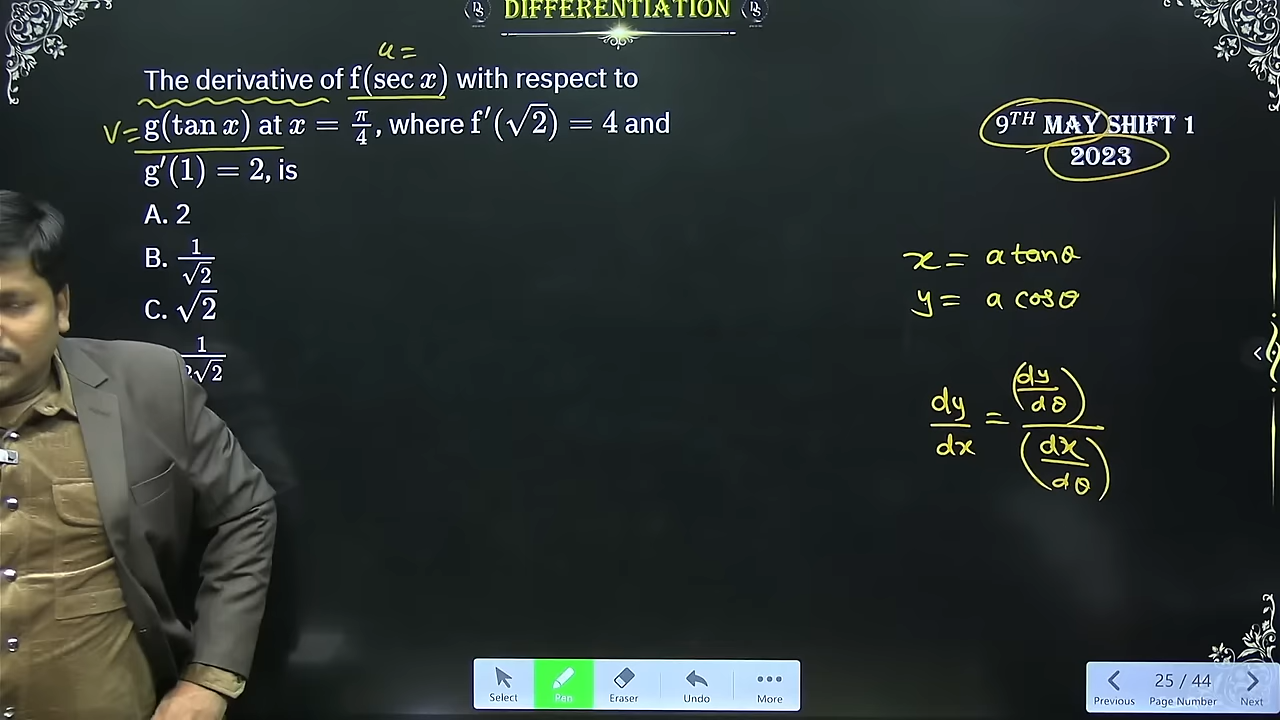 DIFFERENTIATION
u =
The derivative of f(sec x) with respect to
V = g(tan x) at x = π/4, where f′(√2) = 4 and
g′(1) = 2, is
A. 2
B. 1/√2
C. √2
1/2√2
9TH MAY SHIFT 1
2023
x = a tanθ
y = a cosθ
dy/dx = (dy/dθ)/(dx/dθ)
Select Pen Eraser Undo More
25 / 44
Previous Page Number Next